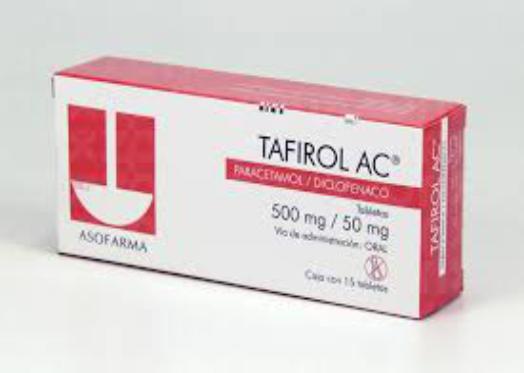 TAFIROL AC®
PARACETAMOL / DICLOFENACO
Tabletas
500 mg / 50 mg
Vía de administración: ORAL
Caja con 15 tabletas
ASOFARMA
TAFIROL AC®